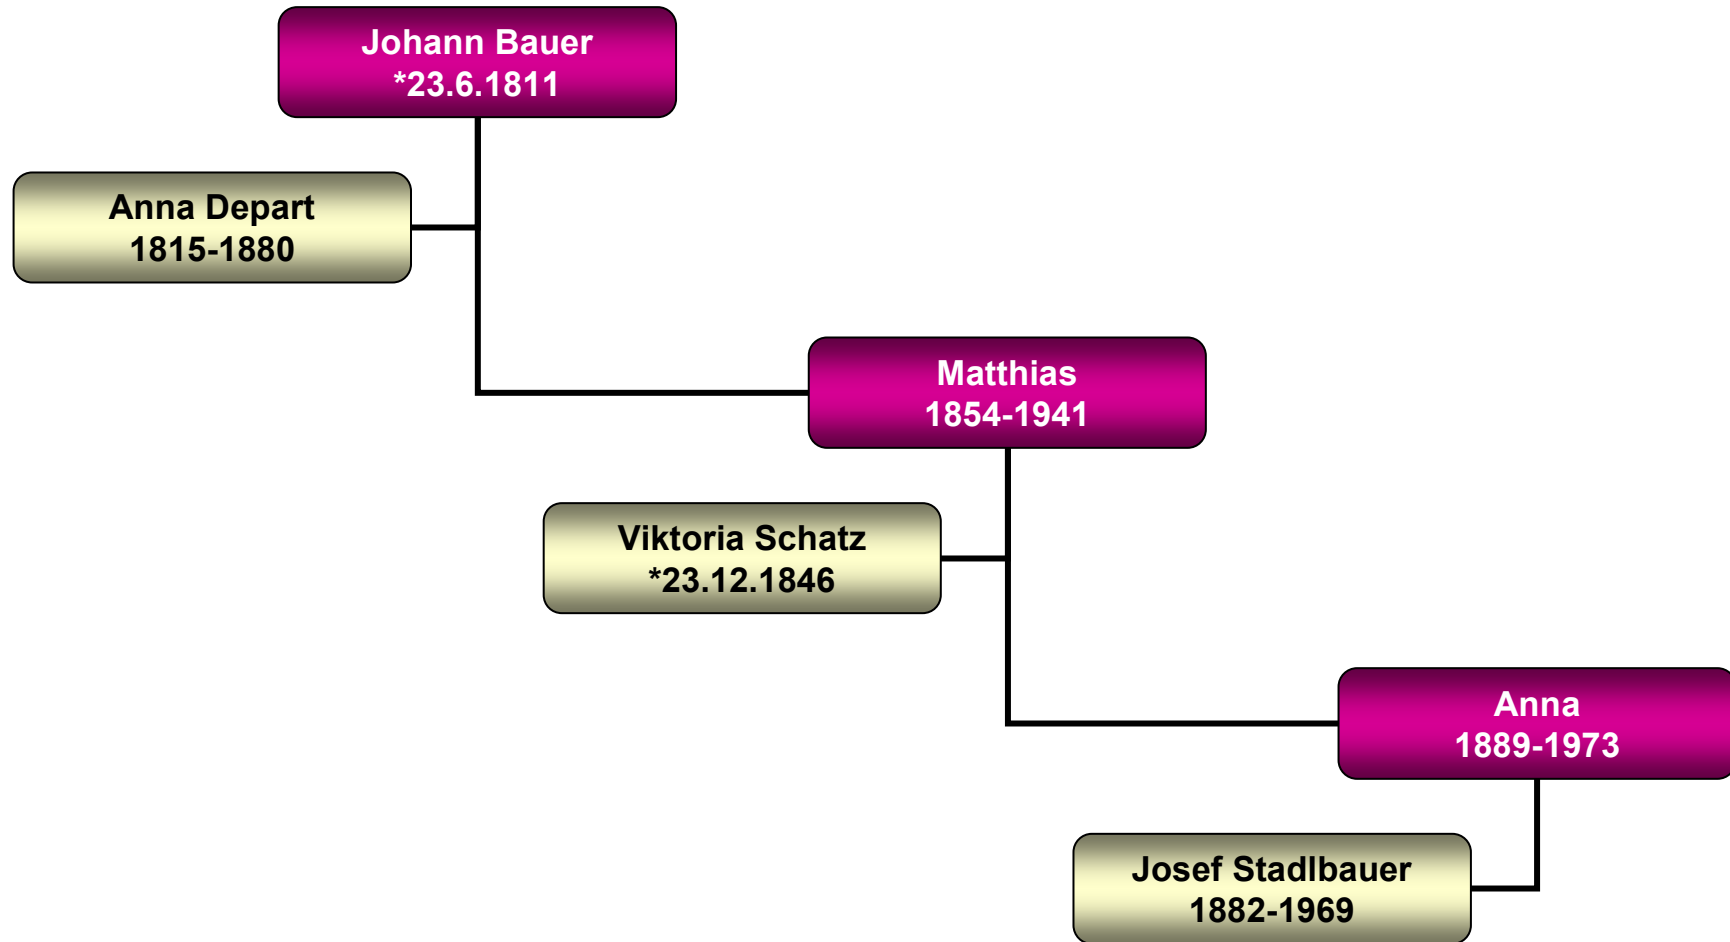 Johann Bauer
*23.6.1811
Anna Depart
1815-1880
Matthias
1854-1941
Viktoria Schatz
*23.12.1846
Anna
1889-1973
Josef Stadlbauer
1882-1969